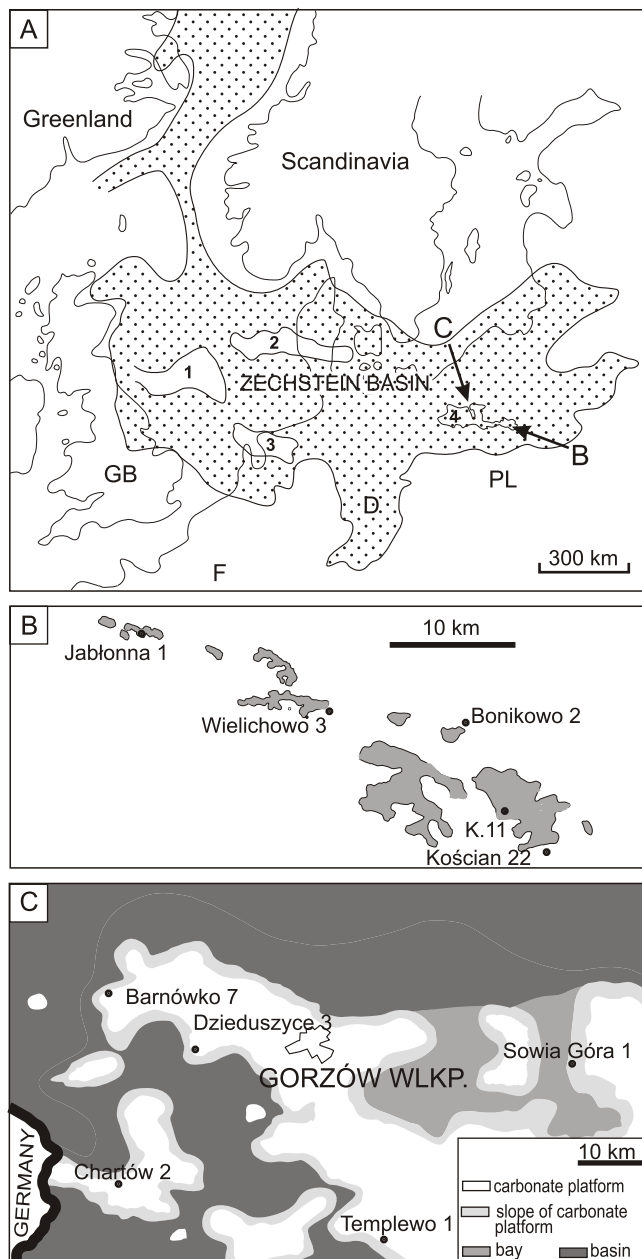 A
Greenland
Scandinavia
C
2
1
ZECHSTEIN BASIN
4
3
B
GB
PL
D
F
300 km
B
10 km
Jabłonna 1
Wielichowo 3
Bonikowo 2
K.11
Kościan 22
C
Barnówko 7
Dzieduszyce 3
Sowia Góra 1
GORZÓW WLKP.
GERMANY
Chartów 2
Templewo 1
10 km
carbonate platform
slope of carbonate
platform
bay
basin